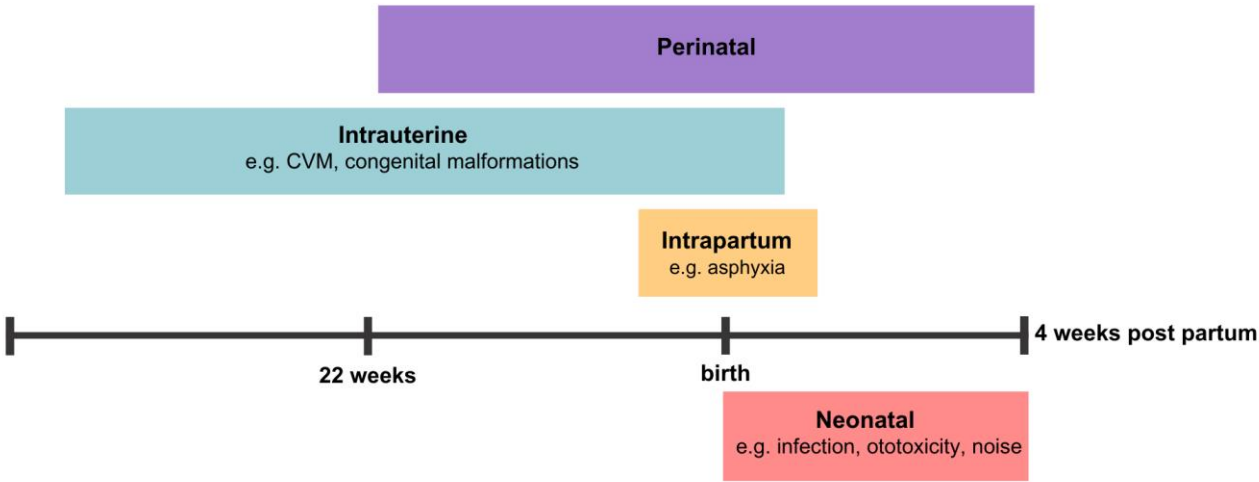 Perinatal
Intrauterine
e.g. CVM, congenital malformations
Intrapartum
e.g. asphyxia
4 weeks post partum
22 weeks
birth
Neonatal
e.g. infection, ototoxicity, noise